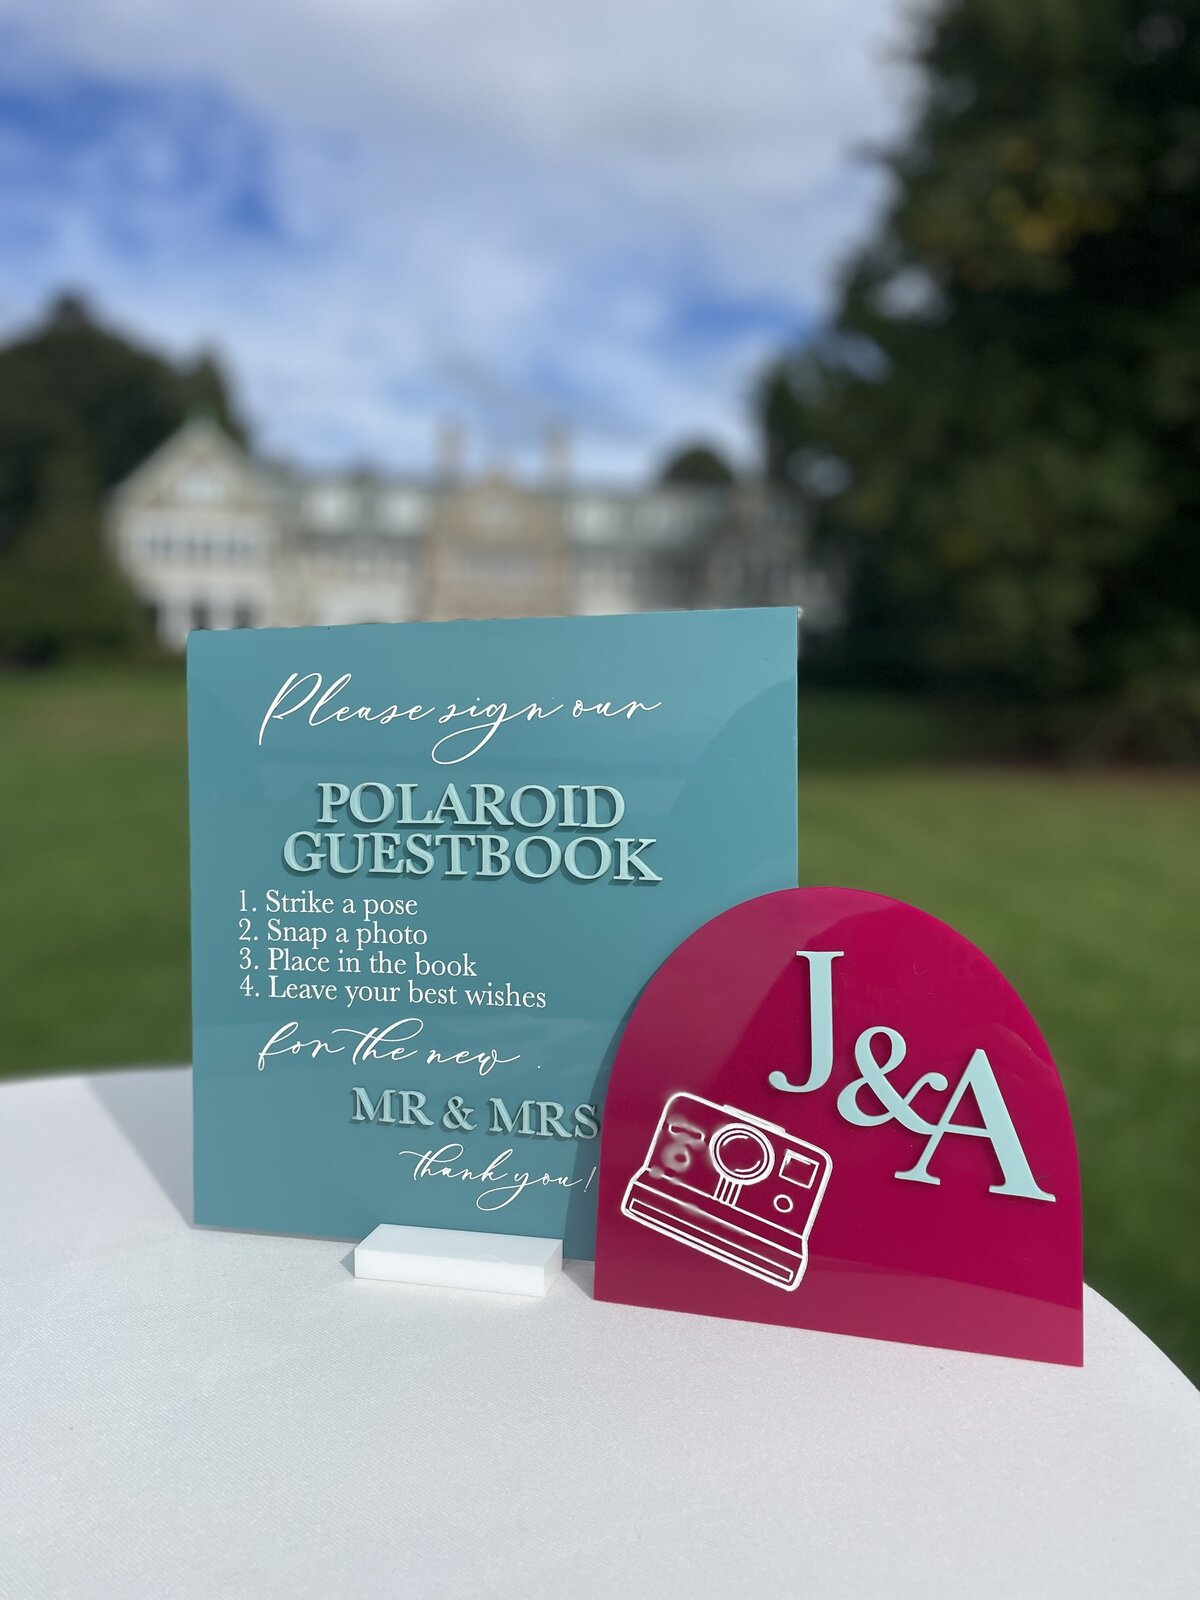 Please sign our
POLAROID
GUESTBOOK
1. Strike a pose
2. Snap a photo
3. Place in the book
4. Leave your best wishes
for the new
MR & MRS
thank you!
J&A